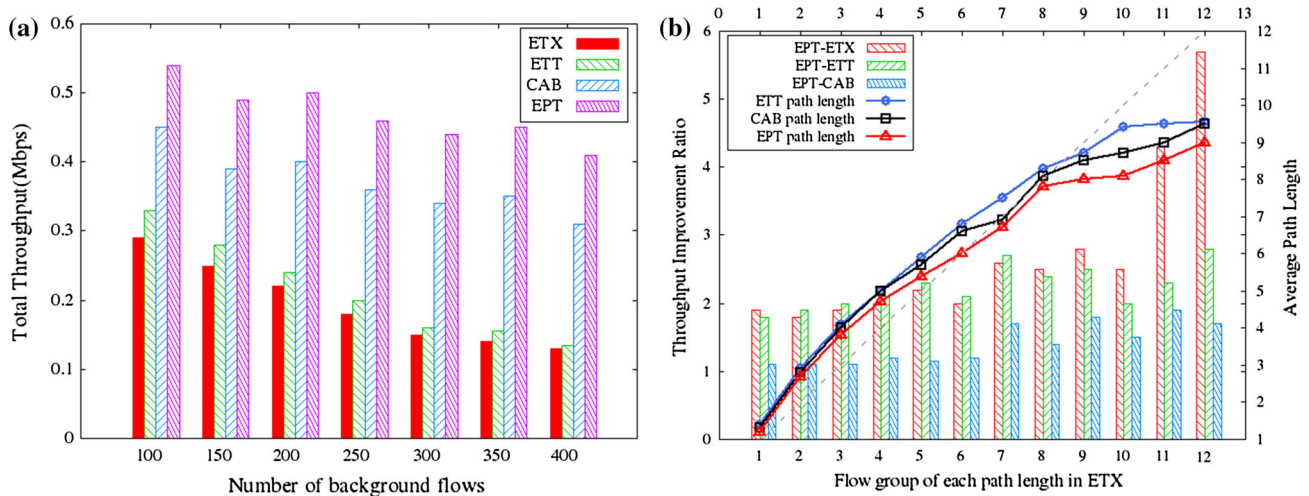 (a)
0.6
0.5
0.4
0.3
0.2
0.1
0
Total Throughput(Mbps)
ETX
ETT
CAB
EPT
100 150 200 250 300 350 400
Number of background flows
(b)
0 1 2 3 4 5 6 7 8 9 10 11 12 13
6
5
4
3
2
1
0
Throughput Improvement Ratio
EPT-ETX
EPT-ETT
EPT-CAB
ETT path length
CAB path length
EPT path length
12
11
10
9
8
7
6
5
4
3
2
1
Average Path Length
1 2 3 4 5 6 7 8 9 10 11 12
Flow group of each path length in ETX